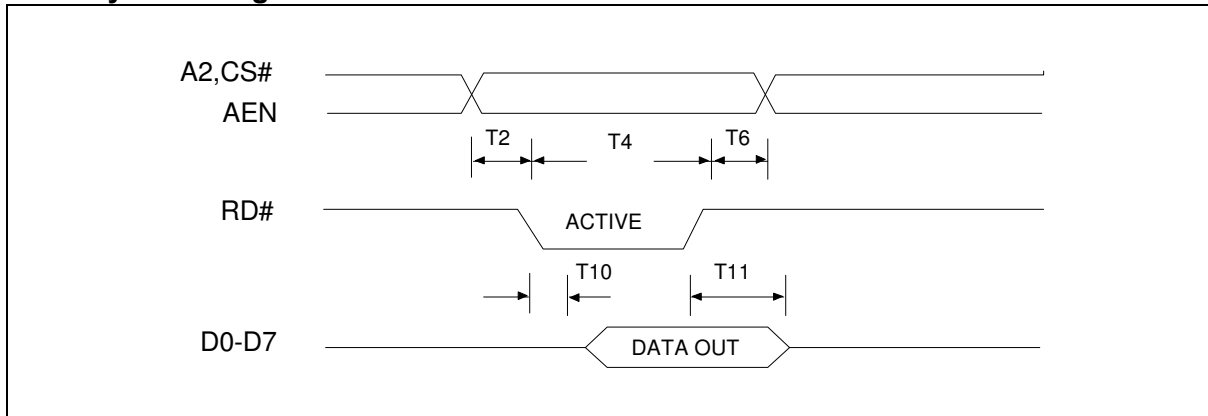 A2,CS#
AEN
T2
T4
T6
RD#
ACTIVE
T10
T11
D0-D7
DATA OUT